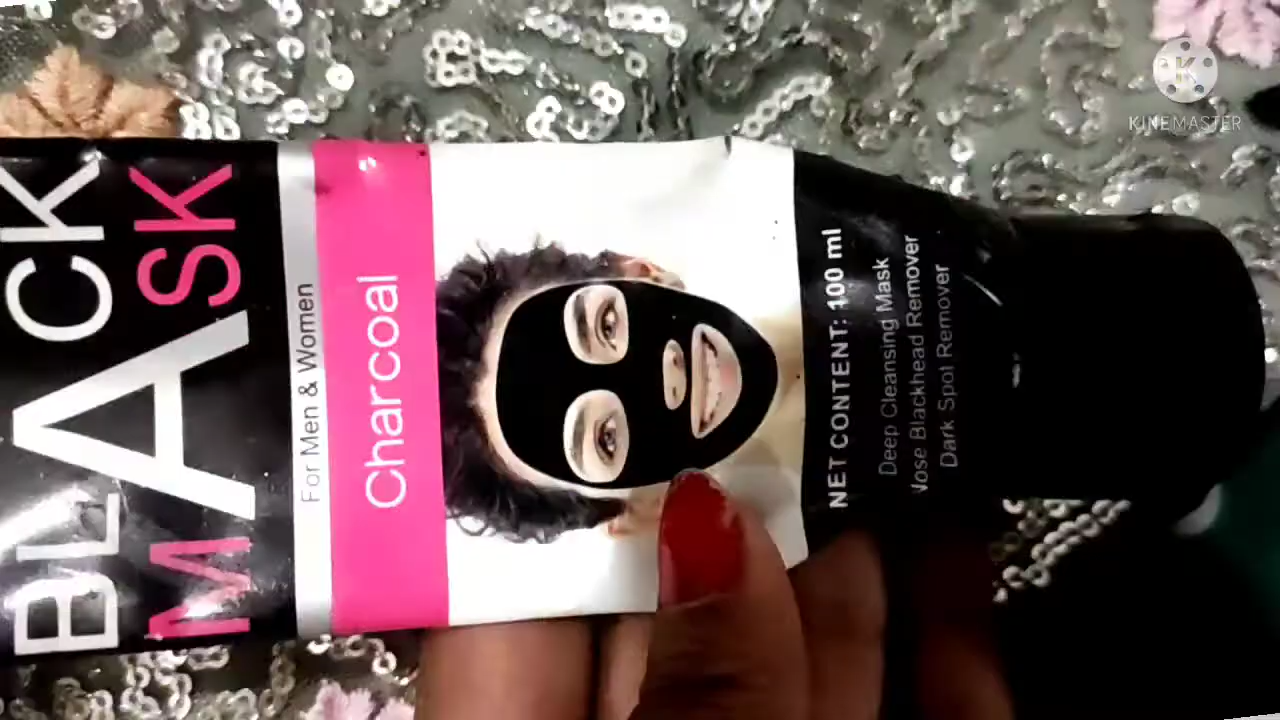 BLACK
MASK
For Men & Women
Charcoal
NET CONTENT: 100 ml
Deep Cleansing Mask
Nose Blackhead Remover
Dark Spot Remover
K
KINEMASTER